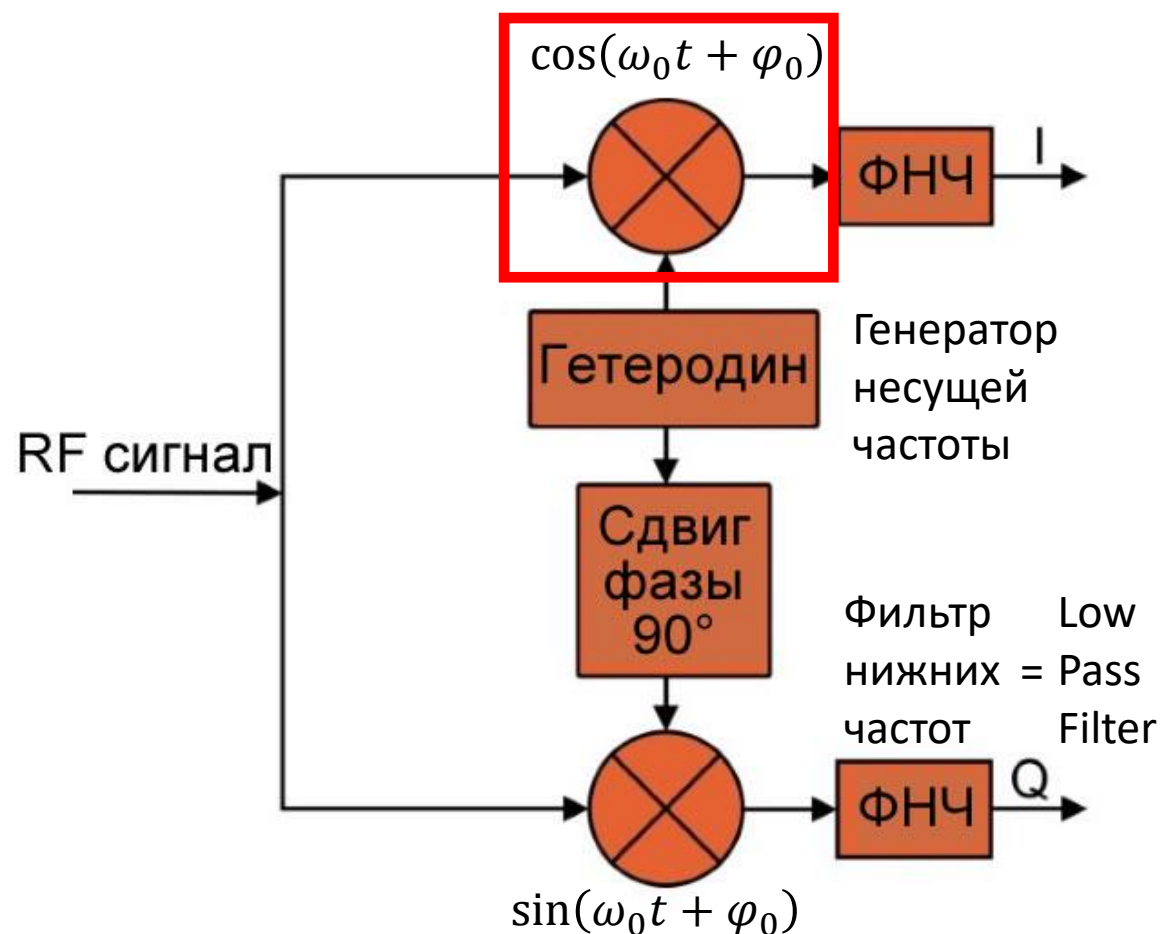 cos(𝜔₀𝑡 + 𝜑₀)
ФНЧ
I
Гетеродин
Генератор
несущей
частоты
RF сигнал
Сдвиг
фазы
90°
Фильтр Low
нижних = Pass
частот Filter
ФНЧ
Q
sin(𝜔₀𝑡 + 𝜑₀)